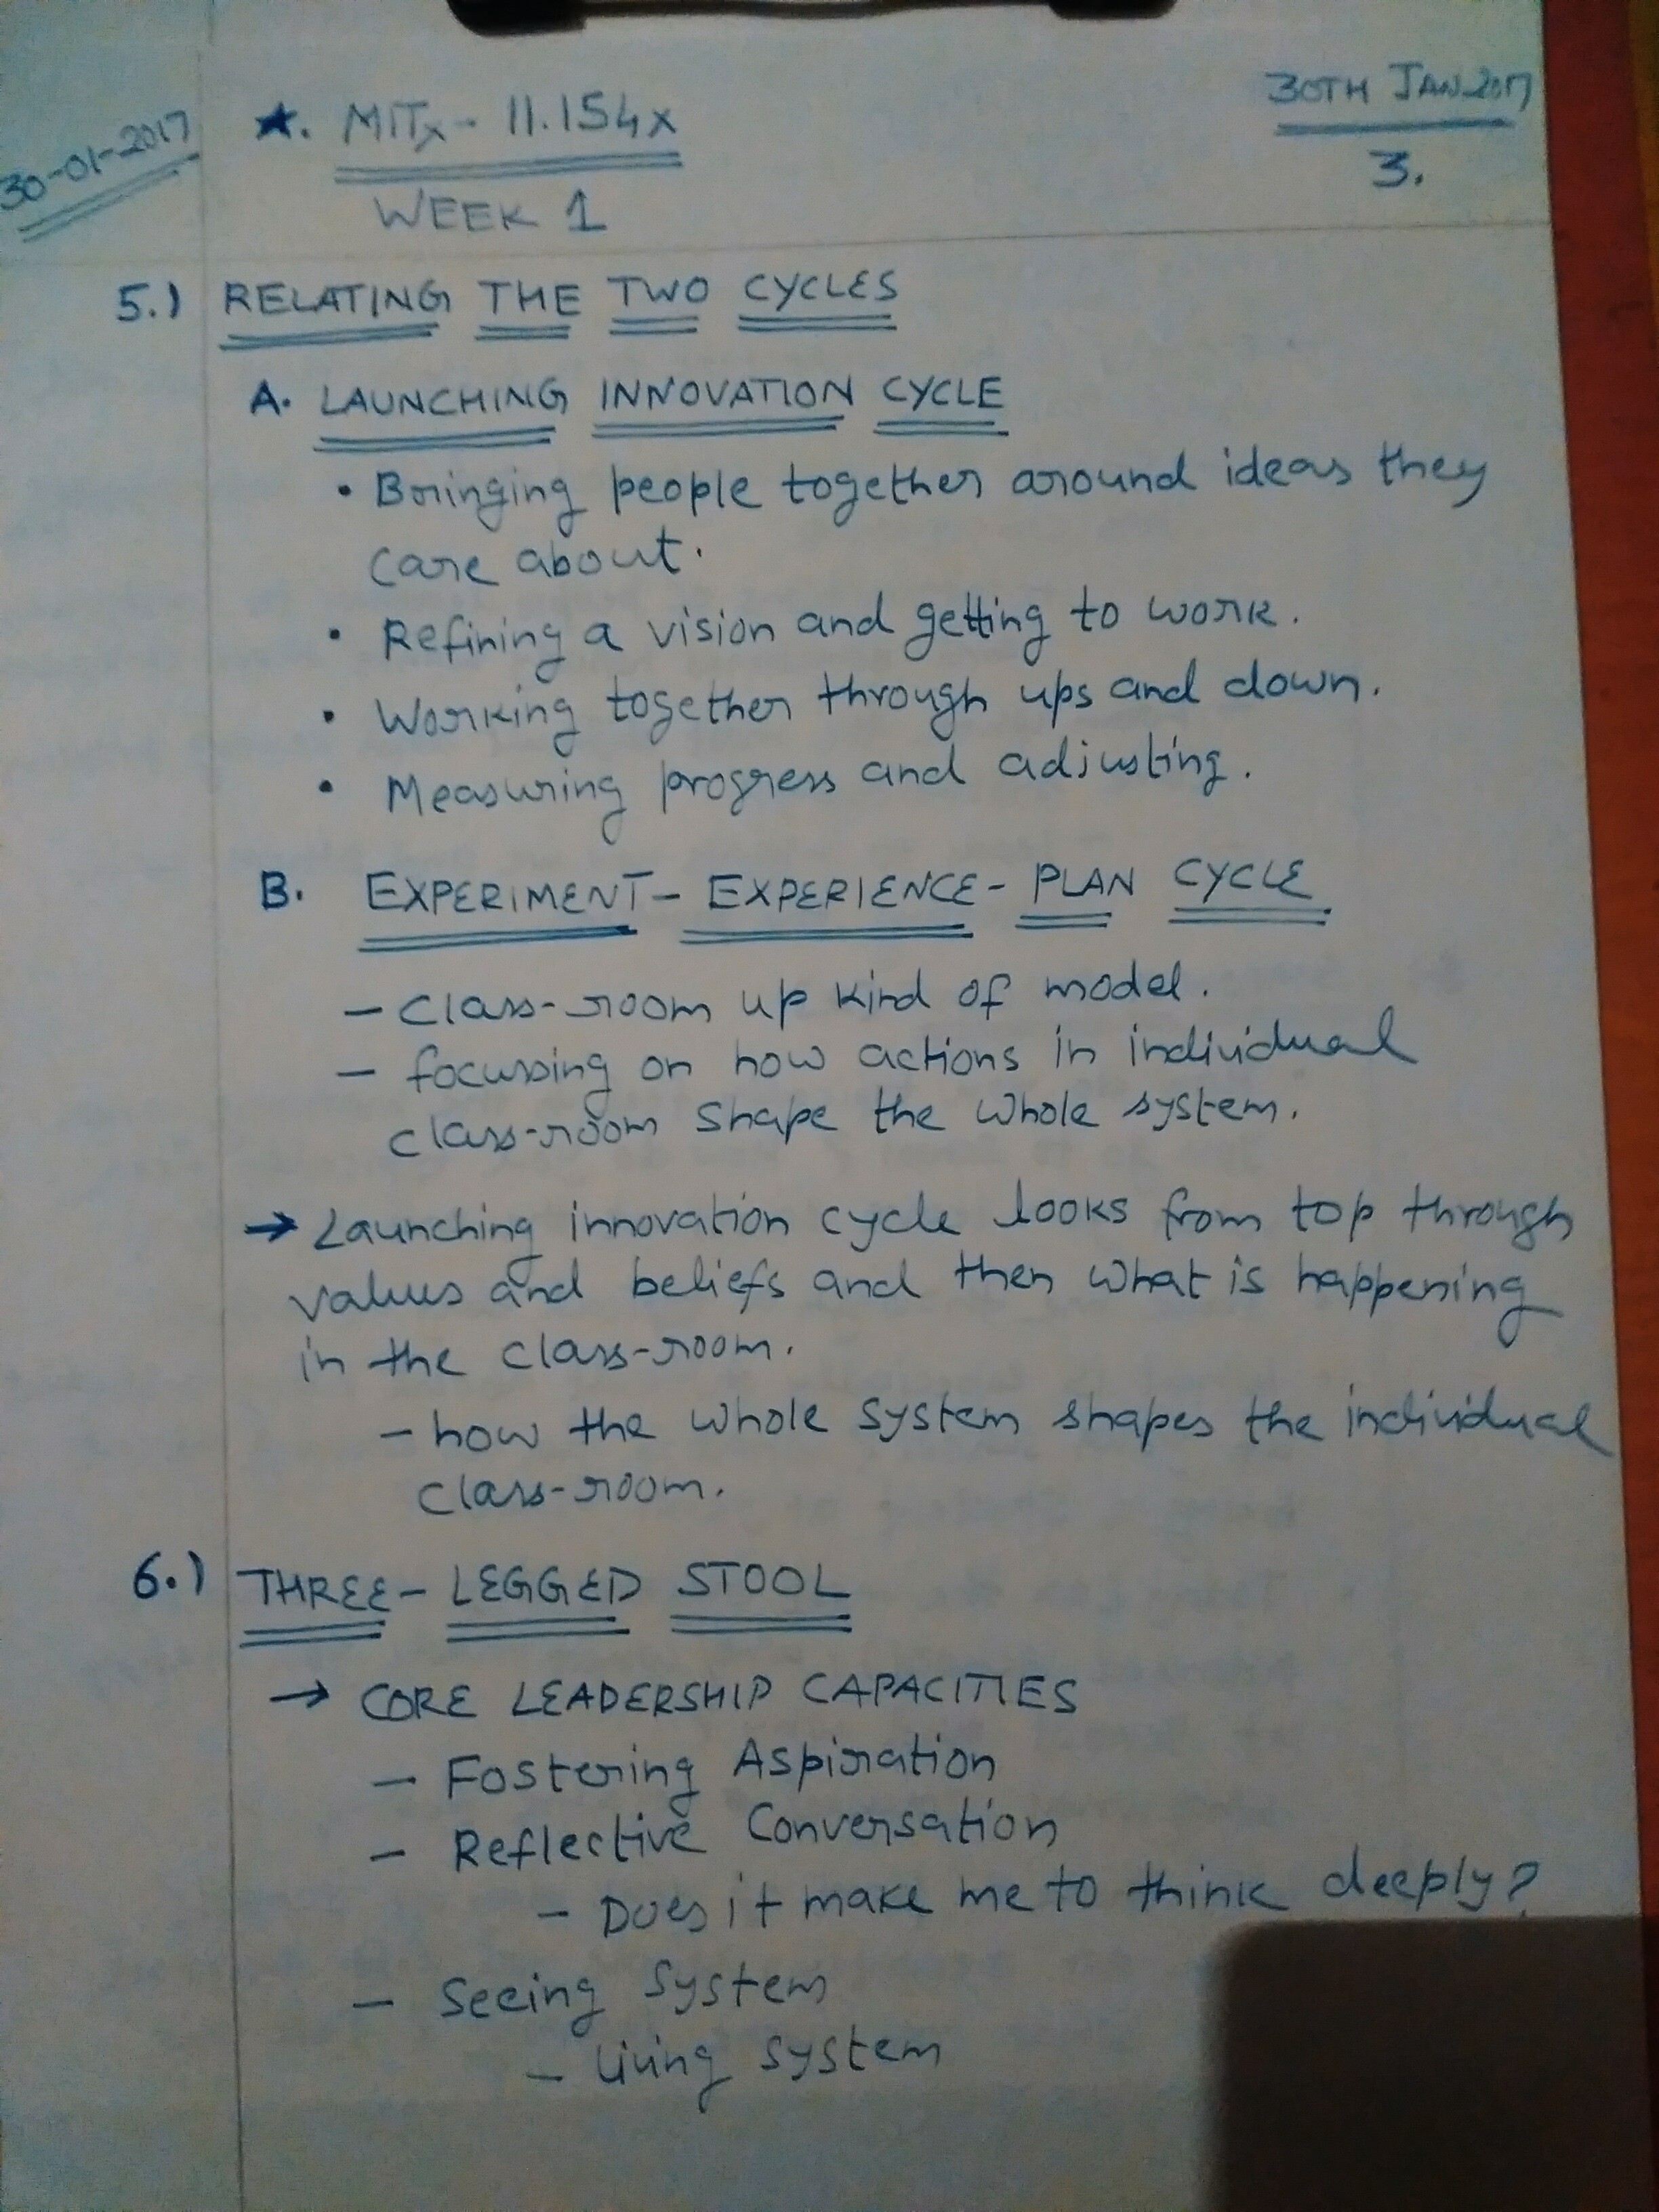 30-01-2017
★. MITx - 11.154x
30TH JAN 2017
WEEK 1
3.
5.) RELATING THE TWO CYCLES
A. LAUNCHING INNOVATION CYCLE
• Bringing people together around ideas they
care about.
• Refining a vision and getting to work.
• Working together through ups and down.
• Measuring progress and adjusting.
B. EXPERIMENT- EXPERIENCE- PLAN CYCLE
- Class-room up kind of model.
- focussing on how actions in individual
class-room shape the whole system.
→ Launching innovation cycle looks from top through
values and beliefs and then what is happening
in the class-room.
- how the whole system shapes the individual
class-room.
6.) THREE- LEGGED STOOL
→ CORE LEADERSHIP CAPACITIES
- Fostering Aspiration
- Reflective Conversation
- Does it make me to think deeply?
- Seeing System
- living system